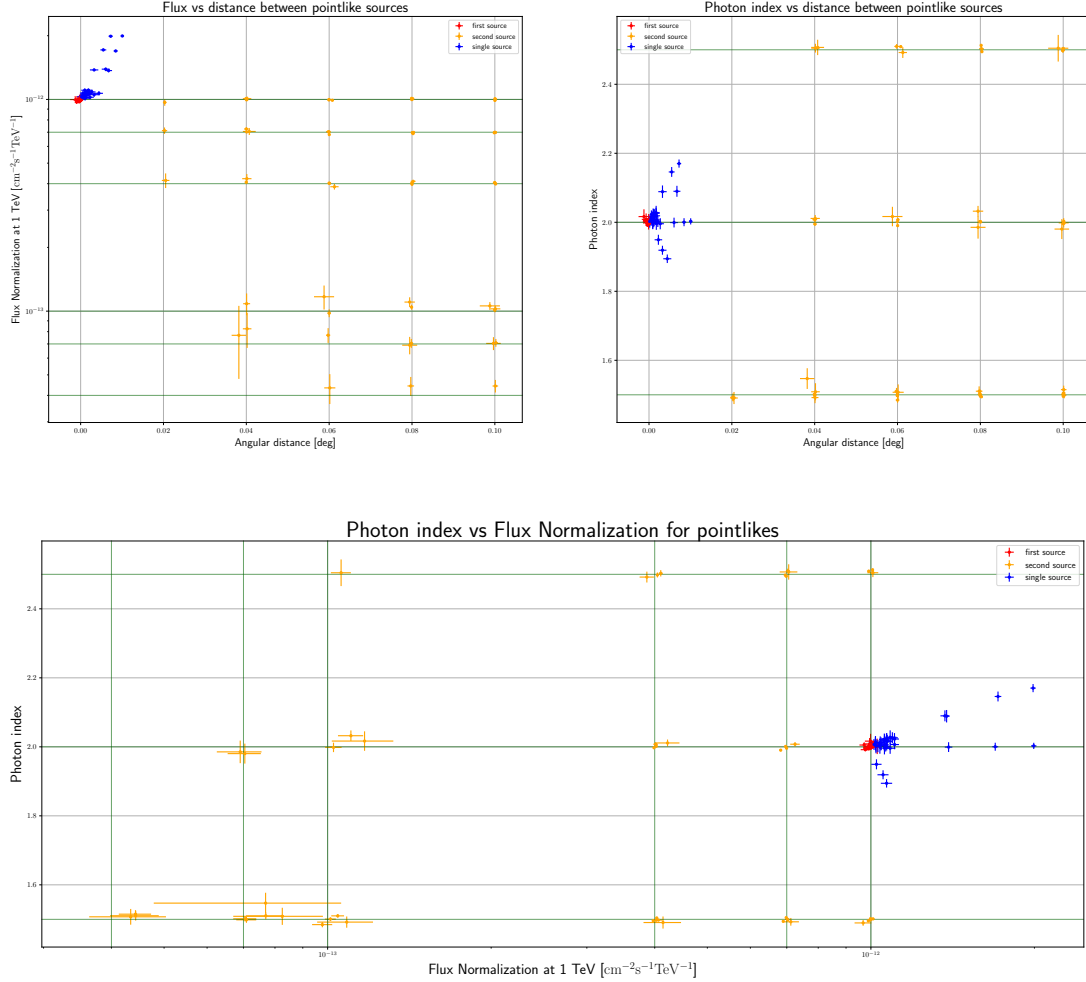 Flux vs distance between pointlike sources
first source
second source
single source
10⁻¹²
10⁻¹³
Flux Normalization at 1 TeV [cm⁻²s⁻¹TeV⁻¹]
0.00 0.02 0.04 0.06 0.08 0.10
Angular distance [deg]
Photon index vs distance between pointlike sources
first source
second source
single source
2.4
2.2
2.0
1.8
1.6
Photon index
0.00 0.02 0.04 0.06 0.08 0.10
Angular distance [deg]
Photon index vs Flux Normalization for pointlikes
first source
second source
single source
2.4
2.2
2.0
1.8
1.6
Photon index
10⁻¹³ 10⁻¹²
Flux Normalization at 1 TeV [cm⁻²s⁻¹TeV⁻¹]